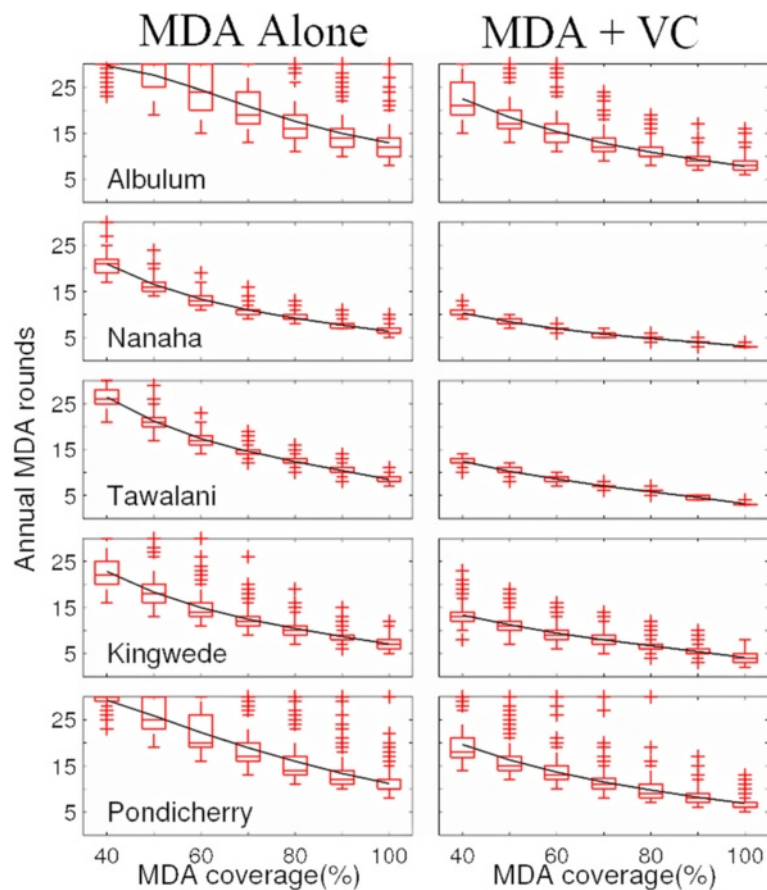 MDA Alone MDA + VC
25
15
5
Albulum
25
15
5
Nanaha
Annual MDA rounds
25
15
5
Tawalani
25
15
5
Kingwede
25
15
5
Pondicherry
40 60 80 100 40 60 80 100
MDA coverage(%) MDA coverage(%)